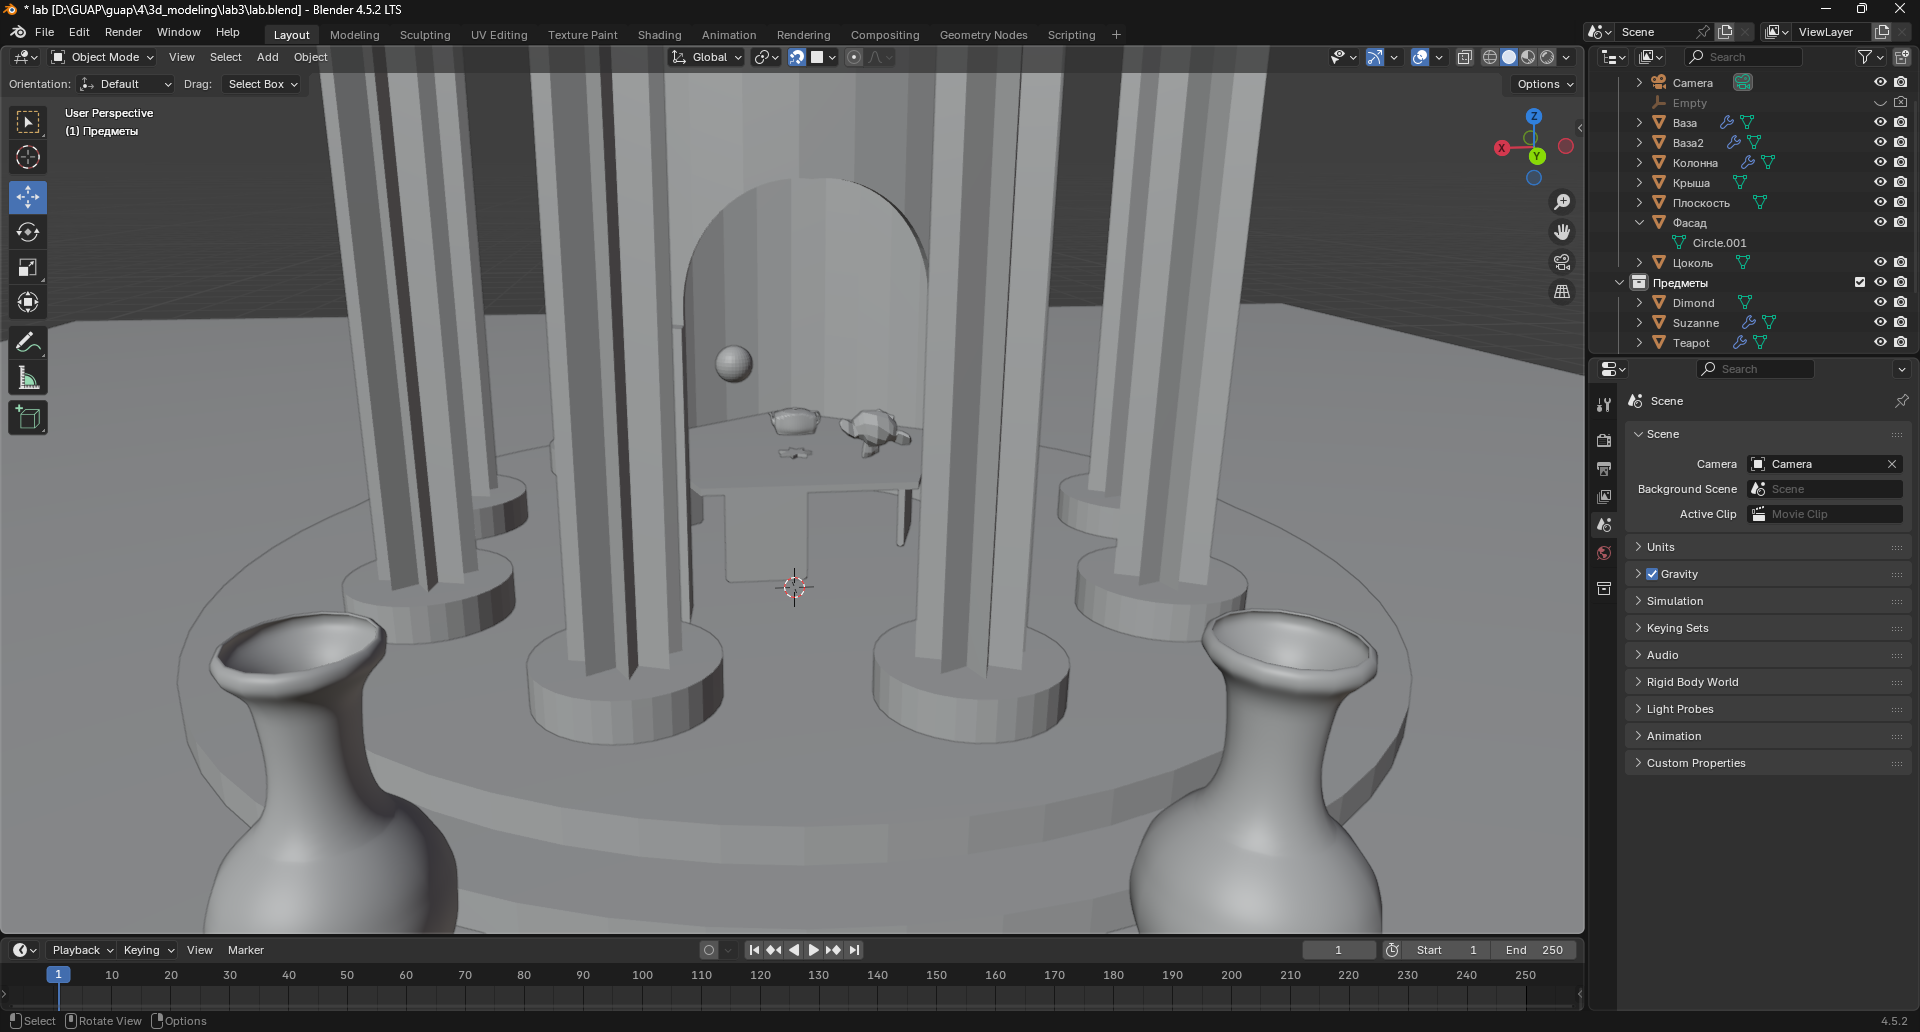 * lab [D:\GUAP\guap\4\3d_modeling\lab3\lab.blend] - Blender 4.5.2 LTS
File Edit Render Window Help Layout Modeling Sculpting UV Editing Texture Paint Shading Animation Rendering Compositing Geometry Nodes Scripting + Scene ViewLayer
Object Mode View Select Add Object Global Search
Orientation: Default Drag: Select Box Options
User Perspective
(1) Предметы
Z
X
Y
Camera
Empty
Ваза
Ваза2
Колонна
Крыша
Плоскость
Фасад
Circle.001
Цоколь
Предметы
Dimond
Suzanne
Teapot
Search
Scene
Scene
Camera Camera
Background Scene Scene
Active Clip Movie Clip
Units
Gravity
Simulation
Keying Sets
Audio
Rigid Body World
Light Probes
Animation
Custom Properties
Playback Keying View Marker 1 Start 1 End 250
1 10 20 30 40 50 60 70 80 90 100 110 120 130 140 150 160 170 180 190 200 210 220 230 240 250
Select Rotate View Options 4.5.2